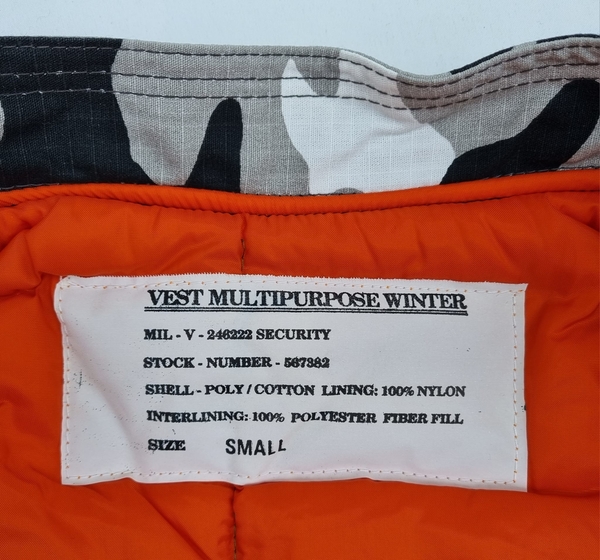 VEST MULTIPURPOSE WINTER
MIL - V - 246222 SECURITY
STOCK - NUMBER - 567382
SHELL - POLY / COTTON LINING: 100% NYLON
INTERLINING: 100% POLYESTER FIBER FILL
SIZE SMALL